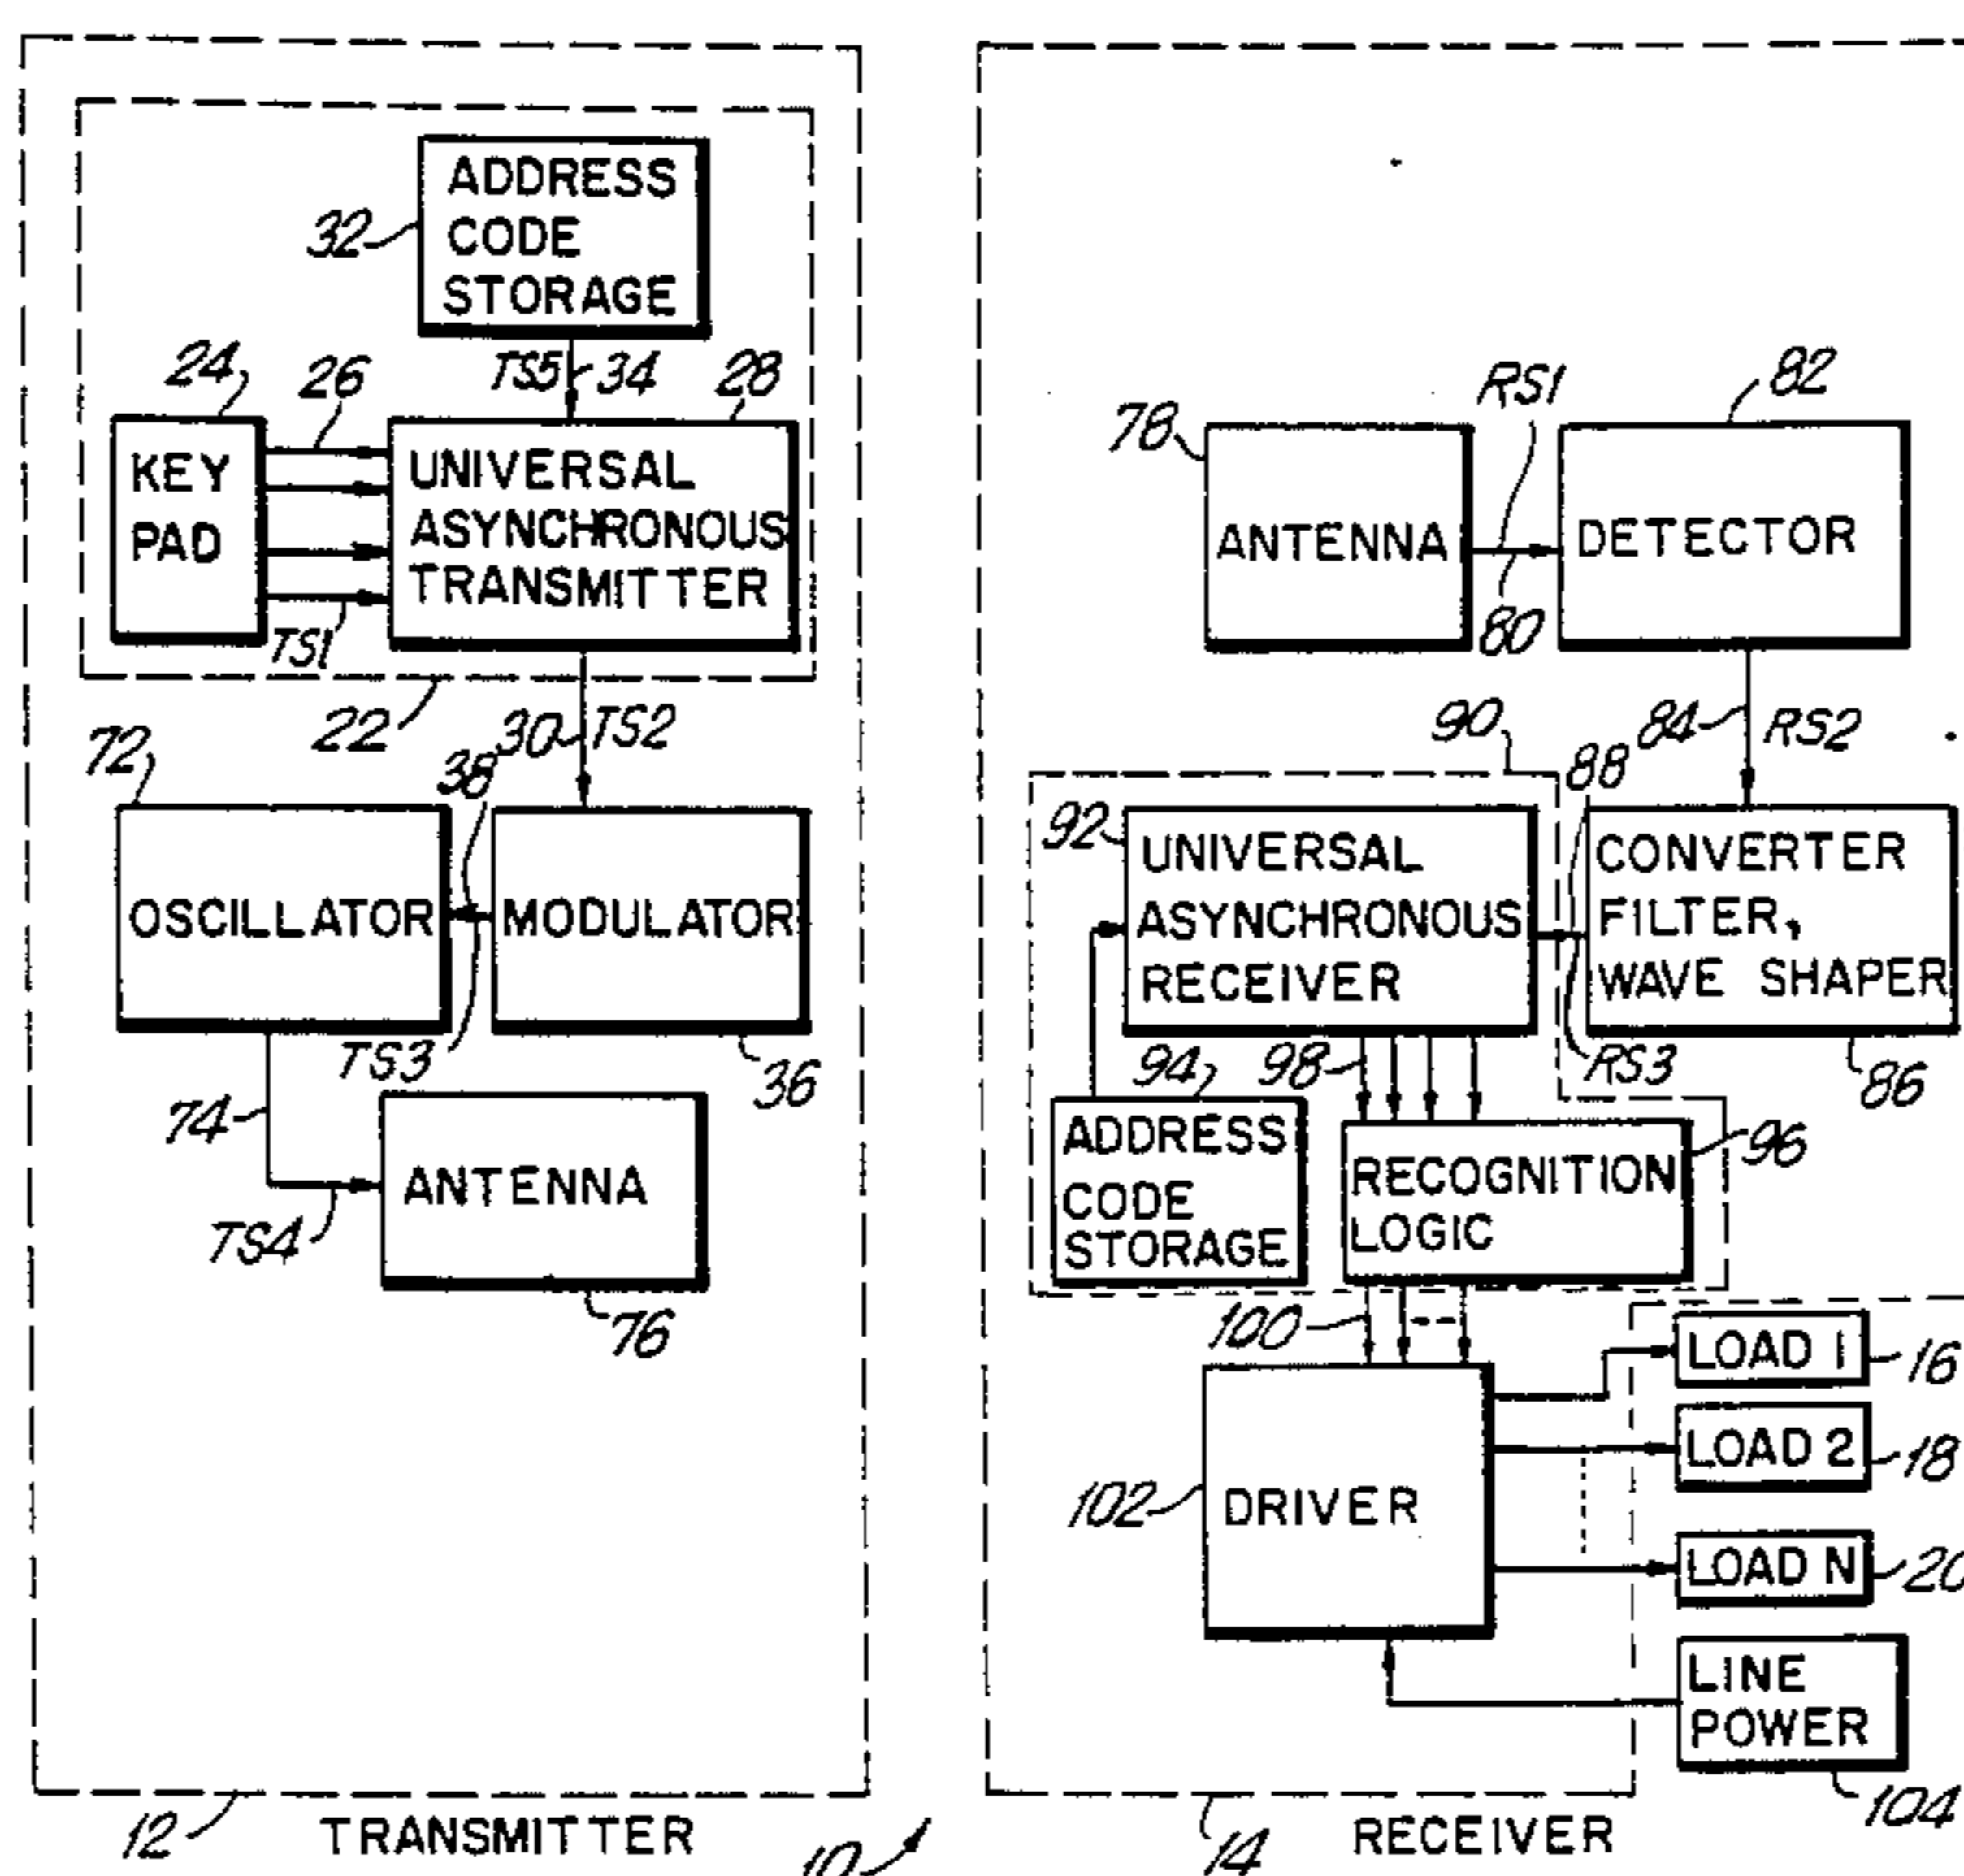 ADDRESS
CODE
STORAGE
32
TS5
34
28
24
26
KEY
PAD
UNIVERSAL
ASYNCHRONOUS
TRANSMITTER
TS1
22
30
TS2
72
38
OSCILLATOR
MODULATOR
TS3
36
74
ANTENNA
TS4
76
12
TRANSMITTER
10
RS1
82
78
ANTENNA
DETECTOR
80
90
84
RS2
88
92
UNIVERSAL
ASYNCHRONOUS
RECEIVER
CONVERTER
FILTER,
WAVE SHAPER
94
98
RS3
86
ADDRESS
CODE
STORAGE
RECOGNITION
LOGIC
96
100
LOAD 1
16
LOAD 2
18
102
DRIVER
LOAD N
20
LINE
POWER
104
14
RECEIVER